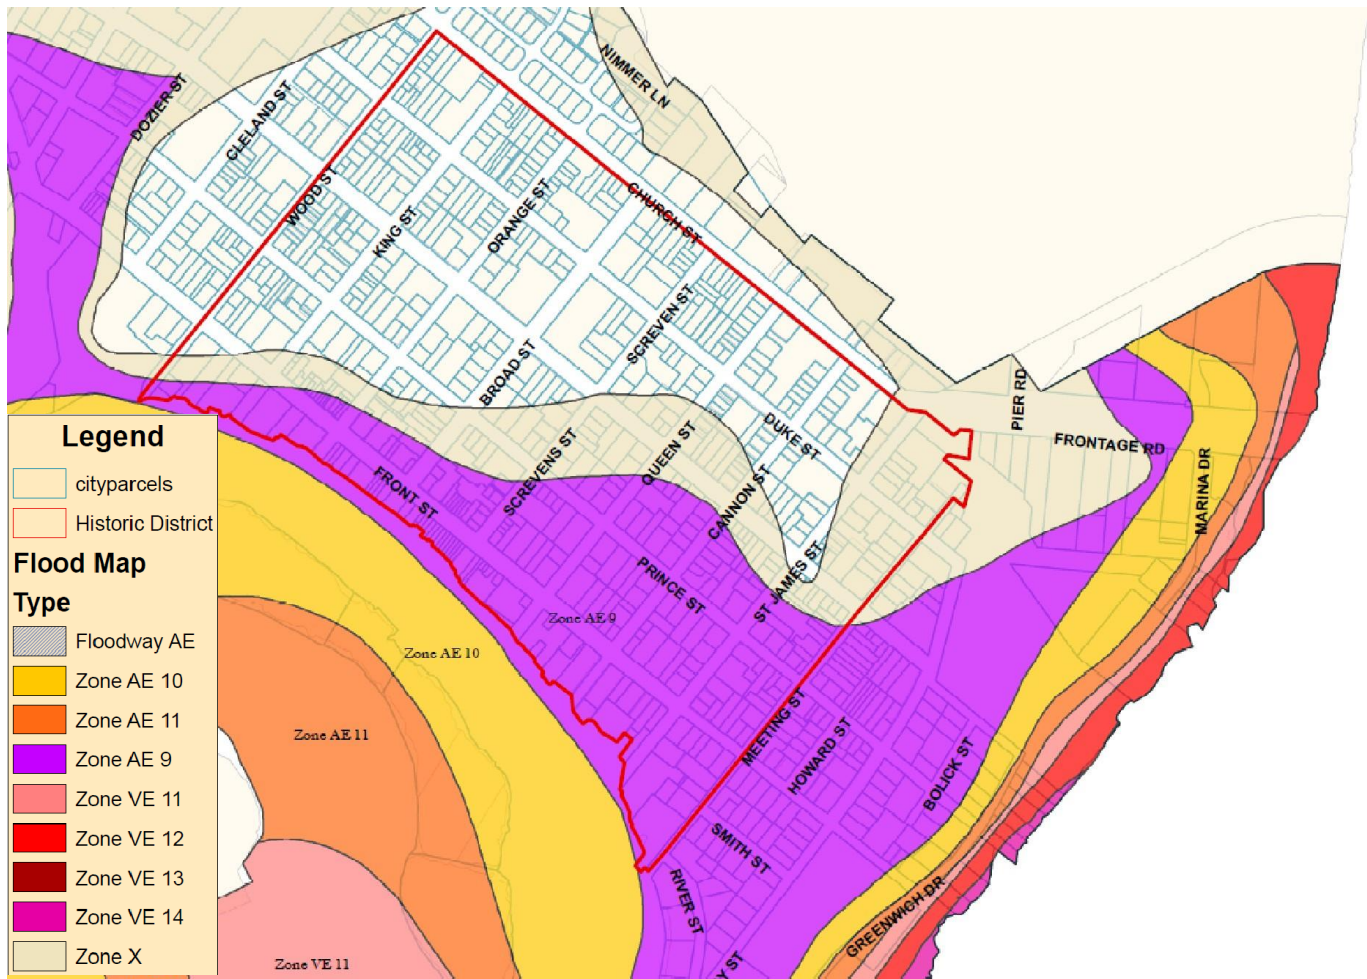 NIMMER LN
DOZIER ST
CLELAND ST
WOOD ST
KING ST
ORANGE ST
CHURCH ST
SCREVEN ST
BROAD ST
PIER RD
DUKE ST
FRONTAGE RD
MARINA DR
QUEEN ST
SCREVENS ST
FRONT ST
CANNON ST
PRINCE ST
ST JAMES ST
Zone AE 9
Zone AE 10
Zone AE 11
MEETING ST
HOWARD ST
BOLICK ST
SMITH ST
RIVER ST
GREENWICH DR
Y ST
Zone VE 11
Legend
cityparcels
Historic District
Flood Map
Type
Floodway AE
Zone AE 10
Zone AE 11
Zone AE 9
Zone VE 11
Zone VE 12
Zone VE 13
Zone VE 14
Zone X